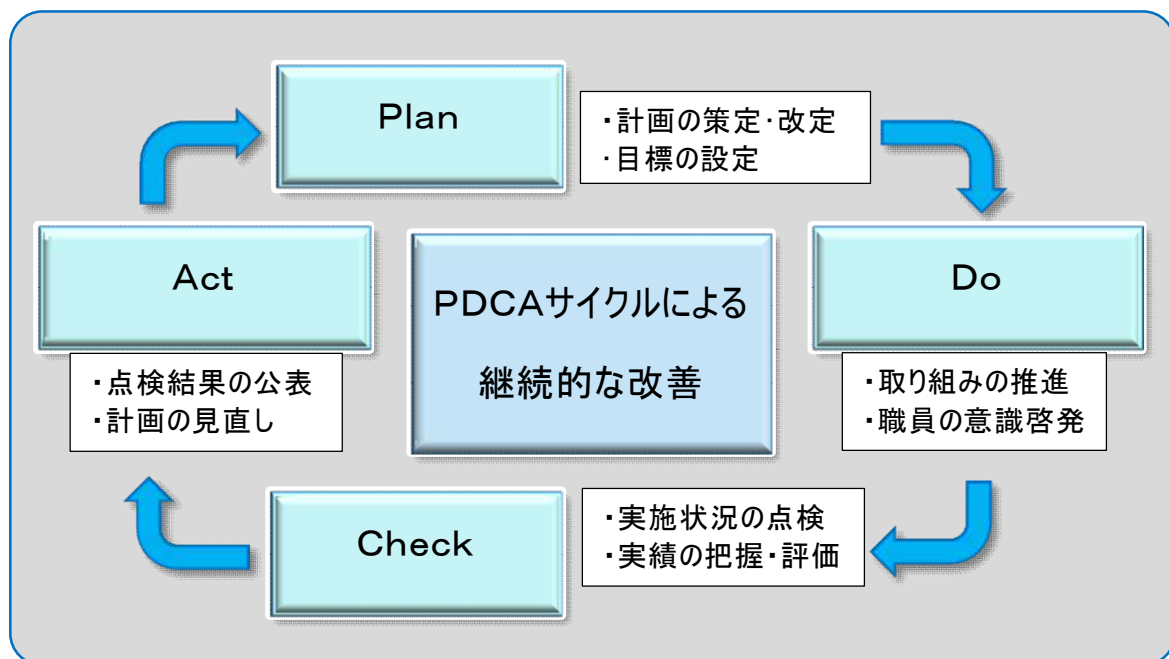 Plan
・計画の策定・改定
・目標の設定
Act
PDCAサイクルによる
継続的な改善
Do
・点検結果の公表
・計画の見直し
・取り組みの推進
・職員の意識啓発
Check
・実施状況の点検
・実績の把握・評価